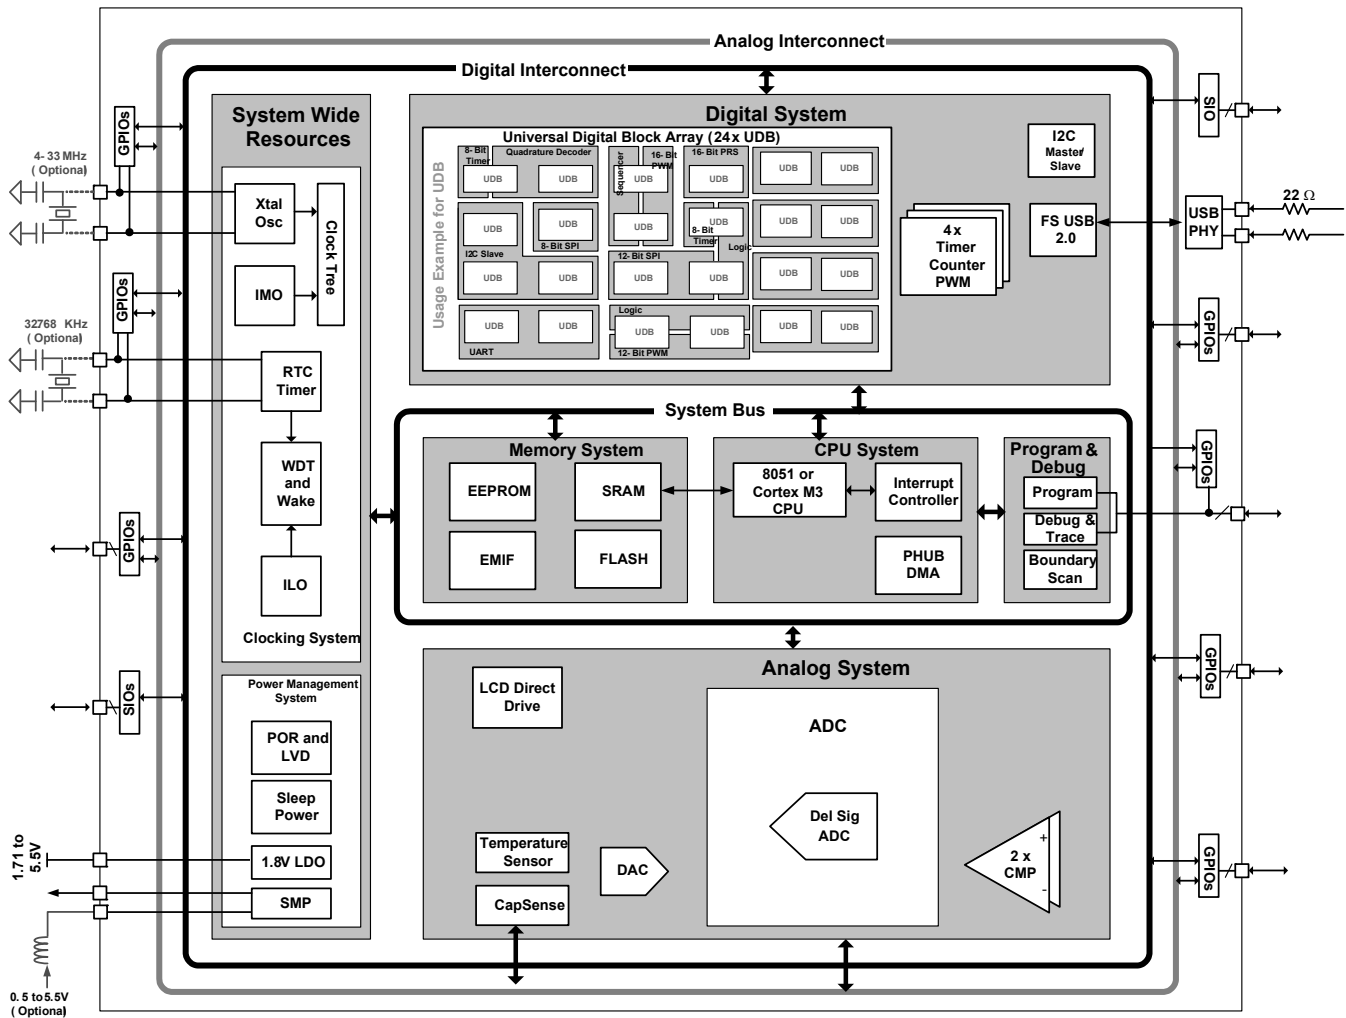 Analog Interconnect
Digital Interconnect
System Wide
Resources
Xtal
Osc
IMO
Clock Tree
RTC
Timer
WDT
and
Wake
ILO
Clocking System
Power Management
System
POR and
LVD
Sleep
Power
1.8V LDO
SMP
4- 33 MHz
( Optional)
GPIOs
GPIOs
32768 KHz
( Optional)
GPIOs
SIOs
1.71 to
5.5V
0. 5 to 5.5V
( Optional)
Digital System
Universal Digital Block Array (24x UDB)
Usage Example for UDB
8- Bit
Timer
Quadrature Decoder
Sequencer
16- Bit
PWM
16- Bit PRS
UDB
UDB
UDB
UDB
UDB
UDB
UDB
UDB
UDB
UDB
UDB
UDB
8- Bit SPI
I2C Slave
8- Bit
Timer
Logic
12- Bit SPI
UDB
UDB
UDB
UDB
UDB
UDB
Logic
UDB
UDB
UDB
UDB
UDB
UDB
UART
12- Bit PWM
I2C
Master/
Slave
4 x
Timer
Counter
PWM
FS USB
2.0
System Bus
Memory System
EEPROM
SRAM
EMIF
FLASH
CPU System
8051 or
Cortex M3
CPU
Interrupt
Controller
PHUB
DMA
Program &
Debug
Program
Debug &
Trace
Boundary
Scan
Analog System
LCD Direct
Drive
ADC
Del Sig
ADC
Temperature
Sensor
CapSense
DAC
+
2 x
CMP
-
SIO
USB
PHY
22 Ω
GPIOs
GPIOs
GPIOs
GPIOs